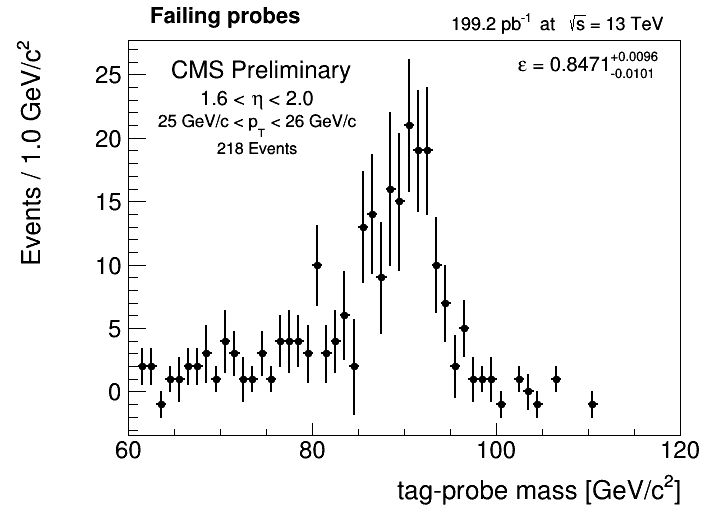 Failing probes
199.2 pb⁻¹ at √s = 13 TeV
CMS Preliminary
ε = 0.8471 +0.0096 -0.0101
1.6 < η < 2.0
25 GeV/c < p_T < 26 GeV/c
218 Events
Events / 1.0 GeV/c²
25
20
15
10
5
0
60 80 100 120
tag-probe mass [GeV/c²]